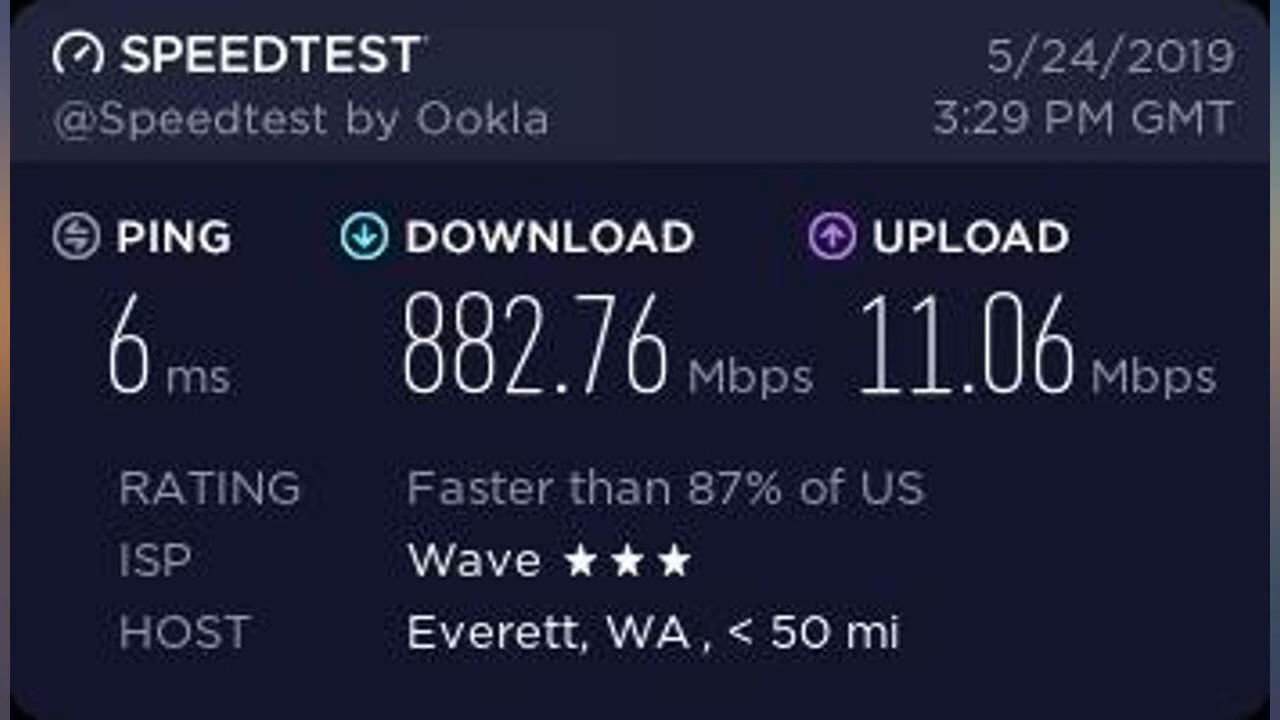 SPEEDTEST
5/24/2019
@Speedtest by Ookla
3:29 PM GMT
PING DOWNLOAD UPLOAD
6 ms 882.76 Mbps 11.06 Mbps
RATING Faster than 87% of US
ISP Wave ★★★
HOST Everett, WA , < 50 mi